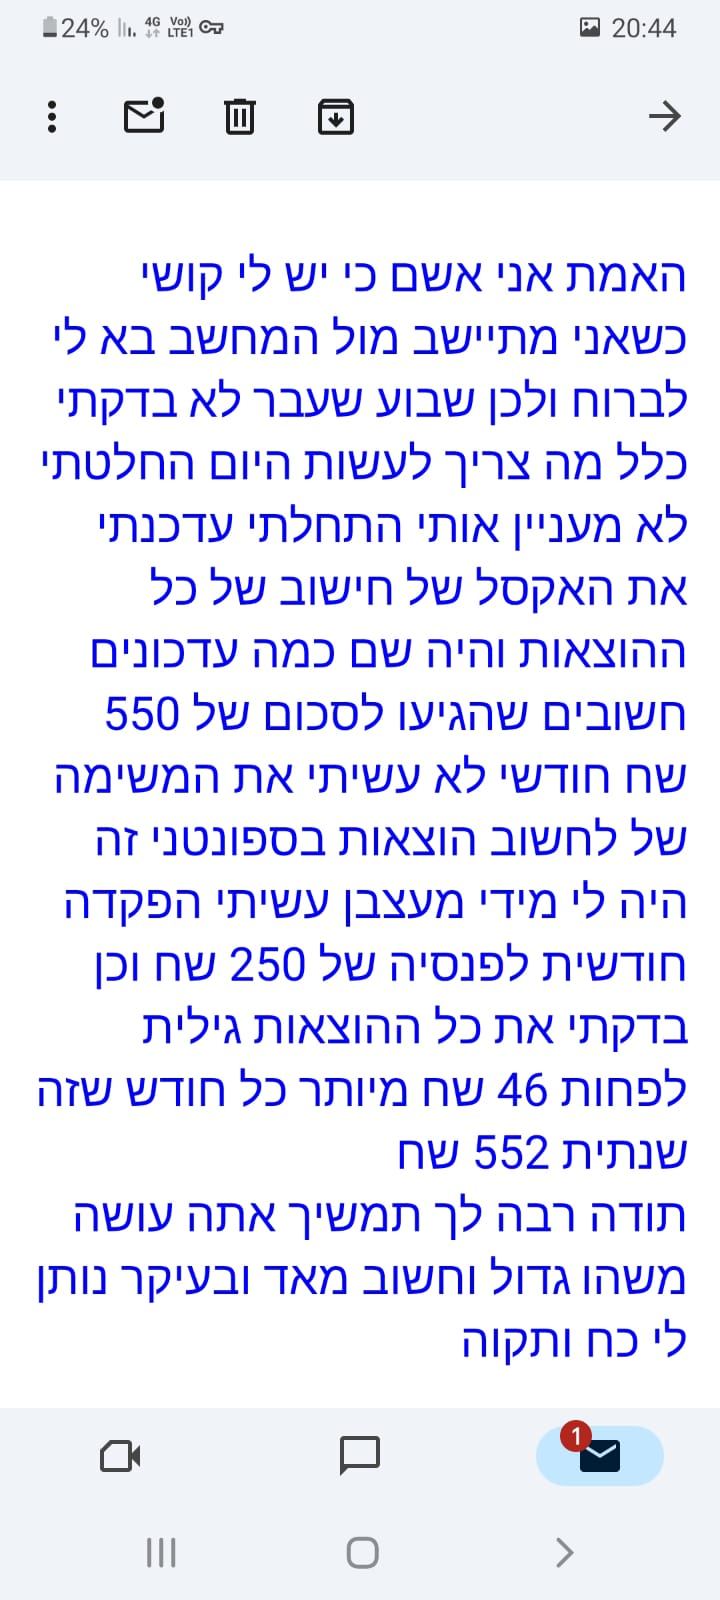 24% 4G Vo)) LTE1 20:44
האמת אני אשם כי יש לי קושי
כשאני מתיישב מול המחשב בא לי
לברוח ולכן שבוע שעבר לא בדקתי
כלל מה צריך לעשות היום החלטתי
לא מעניין אותי התחלתי עדכנתי
את האקסל של חישוב של כל
ההוצאות והיה שם כמה עדכונים
חשובים שהגיעו לסכום של 550
שח חודשי לא עשיתי את המשימה
של לחשוב הוצאות בספונטני זה
היה לי מידי מעצבן עשיתי הפקדה
חודשית לפנסיה של 250 שח וכן
בדקתי את כל ההוצאות גילית
לפחות 46 שח מיותר כל חודש שזה
שנתית 552 שח
תודה רבה לך תמשיך אתה עושה
משהו גדול וחשוב מאד ובעיקר נותן
לי כח ותקוה
1